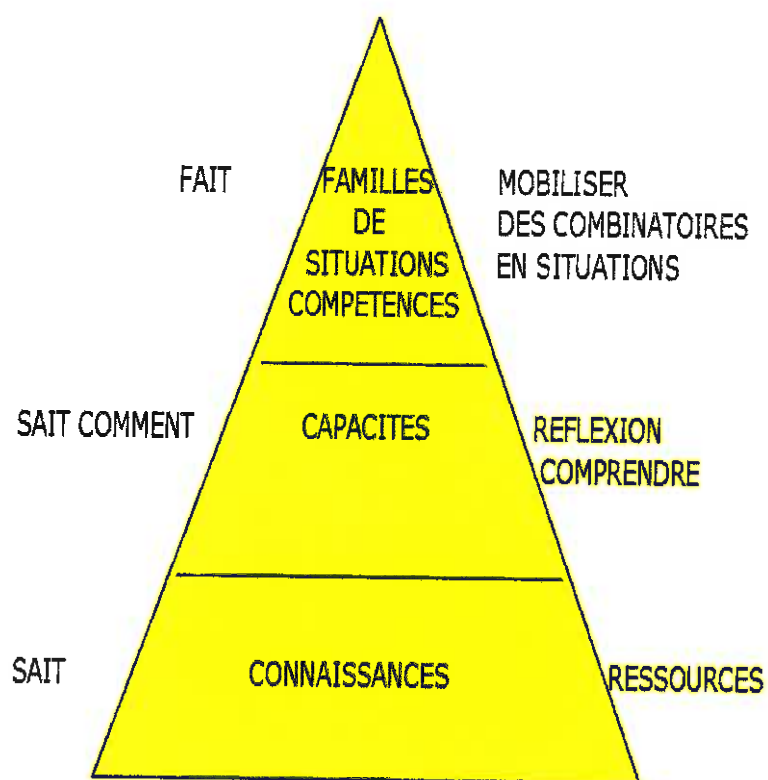 FAIT
FAMILLES
DE
SITUATIONS
COMPETENCES
MOBILISER
DES COMBINATOIRES
EN SITUATIONS
SAIT COMMENT
CAPACITES
REFLEXION
COMPRENDRE
SAIT
CONNAISSANCES
RESSOURCES